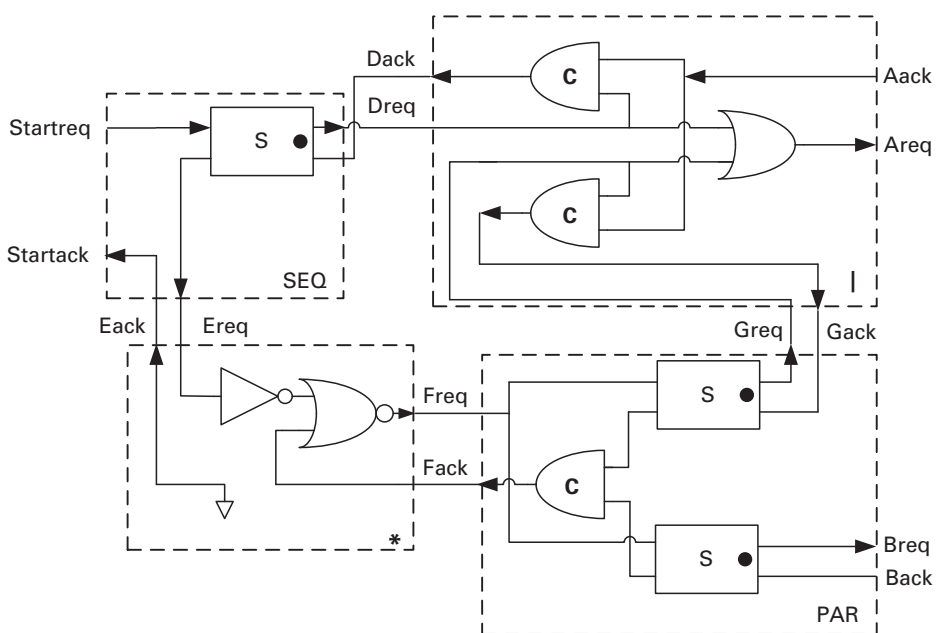 Dack
Aack
Dreq
C
Startreq
S
Areq
C
Startack
SEQ
|
Eack
Ereq
Greq
Gack
Freq
S
Fack
C
*
S
Breq
Back
PAR